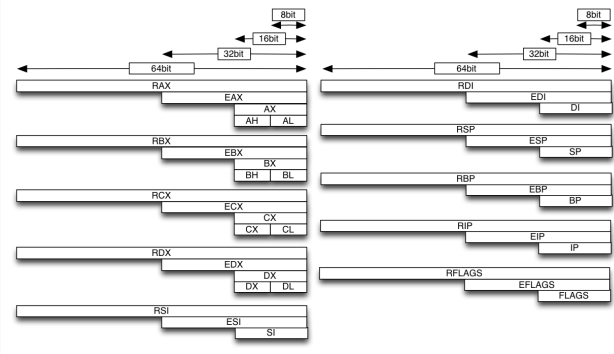 8bit
16bit
32bit
64bit
RAX
EAX
AX
AH AL
RBX
EBX
BX
BH BL
RCX
ECX
CX
CX CL
RDX
EDX
DX
DX DL
RSI
ESI
SI
8bit
16bit
32bit
64bit
RDI
EDI
DI
RSP
ESP
SP
RBP
EBP
BP
RIP
EIP
IP
RFLAGS
EFLAGS
FLAGS